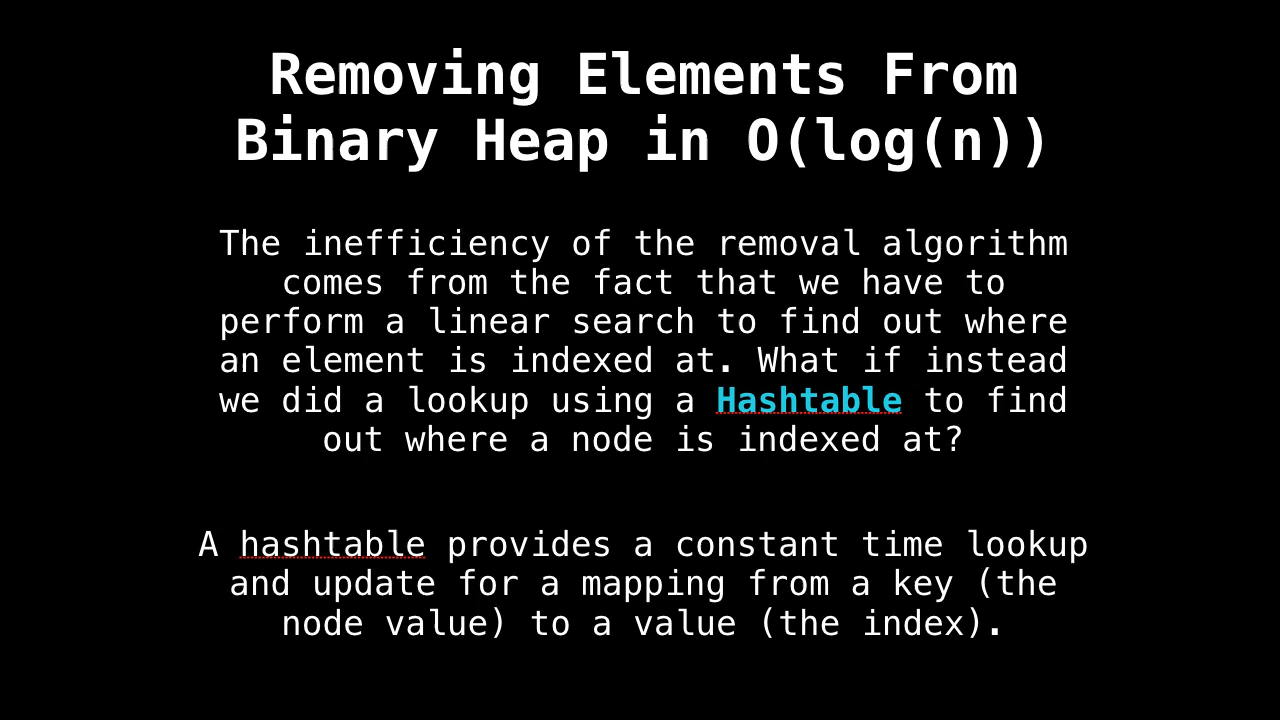 Removing Elements From
Binary Heap in O(log(n))
The inefficiency of the removal algorithm
comes from the fact that we have to
perform a linear search to find out where
an element is indexed at. What if instead
we did a lookup using a Hashtable to find
out where a node is indexed at?
A hashtable provides a constant time lookup
and update for a mapping from a key (the
node value) to a value (the index).